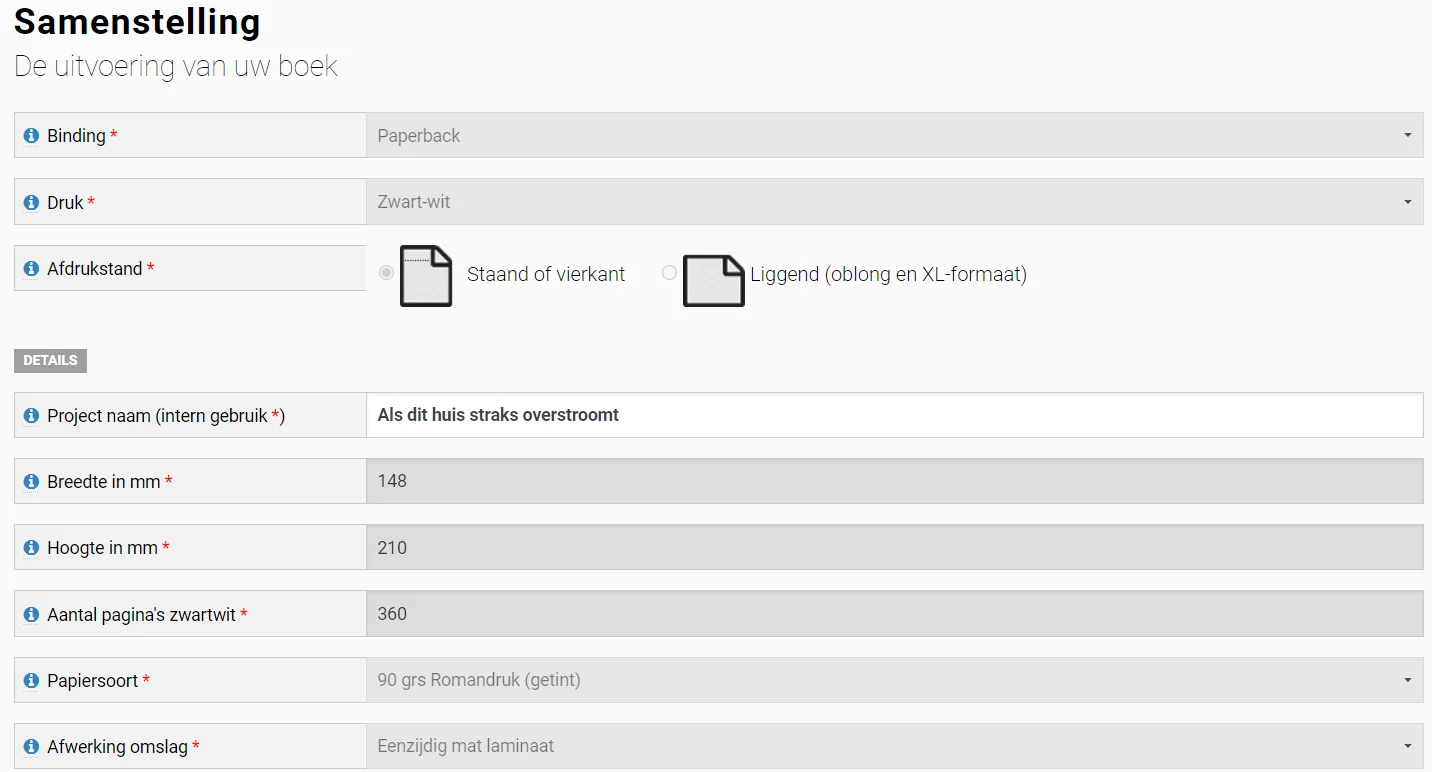 Samenstelling
De uitvoering van uw boek
Binding * Paperback
Druk * Zwart-wit
Afdrukstand * Staand of vierkant Liggend (oblong en XL-formaat)
DETAILS
Project naam (intern gebruik *) Als dit huis straks overstroomt
Breedte in mm * 148
Hoogte in mm * 210
Aantal pagina's zwartwit * 360
Papiersoort * 90 grs Romandruk (getint)
Afwerking omslag * Eenzijdig mat laminaat